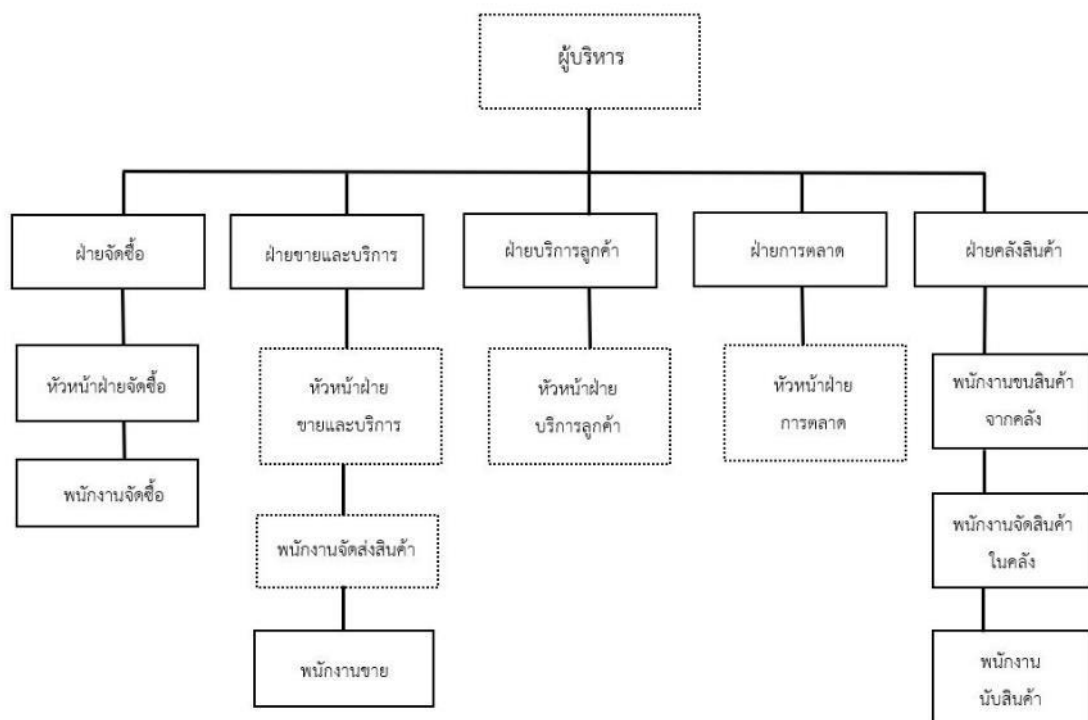 ผู้บริหาร
ฝ่ายจัดซื้อ
ฝ่ายขายและบริการ
ฝ่ายบริการลูกค้า
ฝ่ายการตลาด
ฝ่ายคลังสินค้า
หัวหน้าฝ่ายจัดซื้อ
หัวหน้าฝ่าย
ขายและบริการ
หัวหน้าฝ่าย
บริการลูกค้า
หัวหน้าฝ่าย
การตลาด
พนักงานขนสินค้า
จากคลัง
พนักงานจัดซื้อ
พนักงานจัดส่งสินค้า
พนักงานจัดสินค้า
ในคลัง
พนักงานขาย
พนักงาน
นับสินค้า